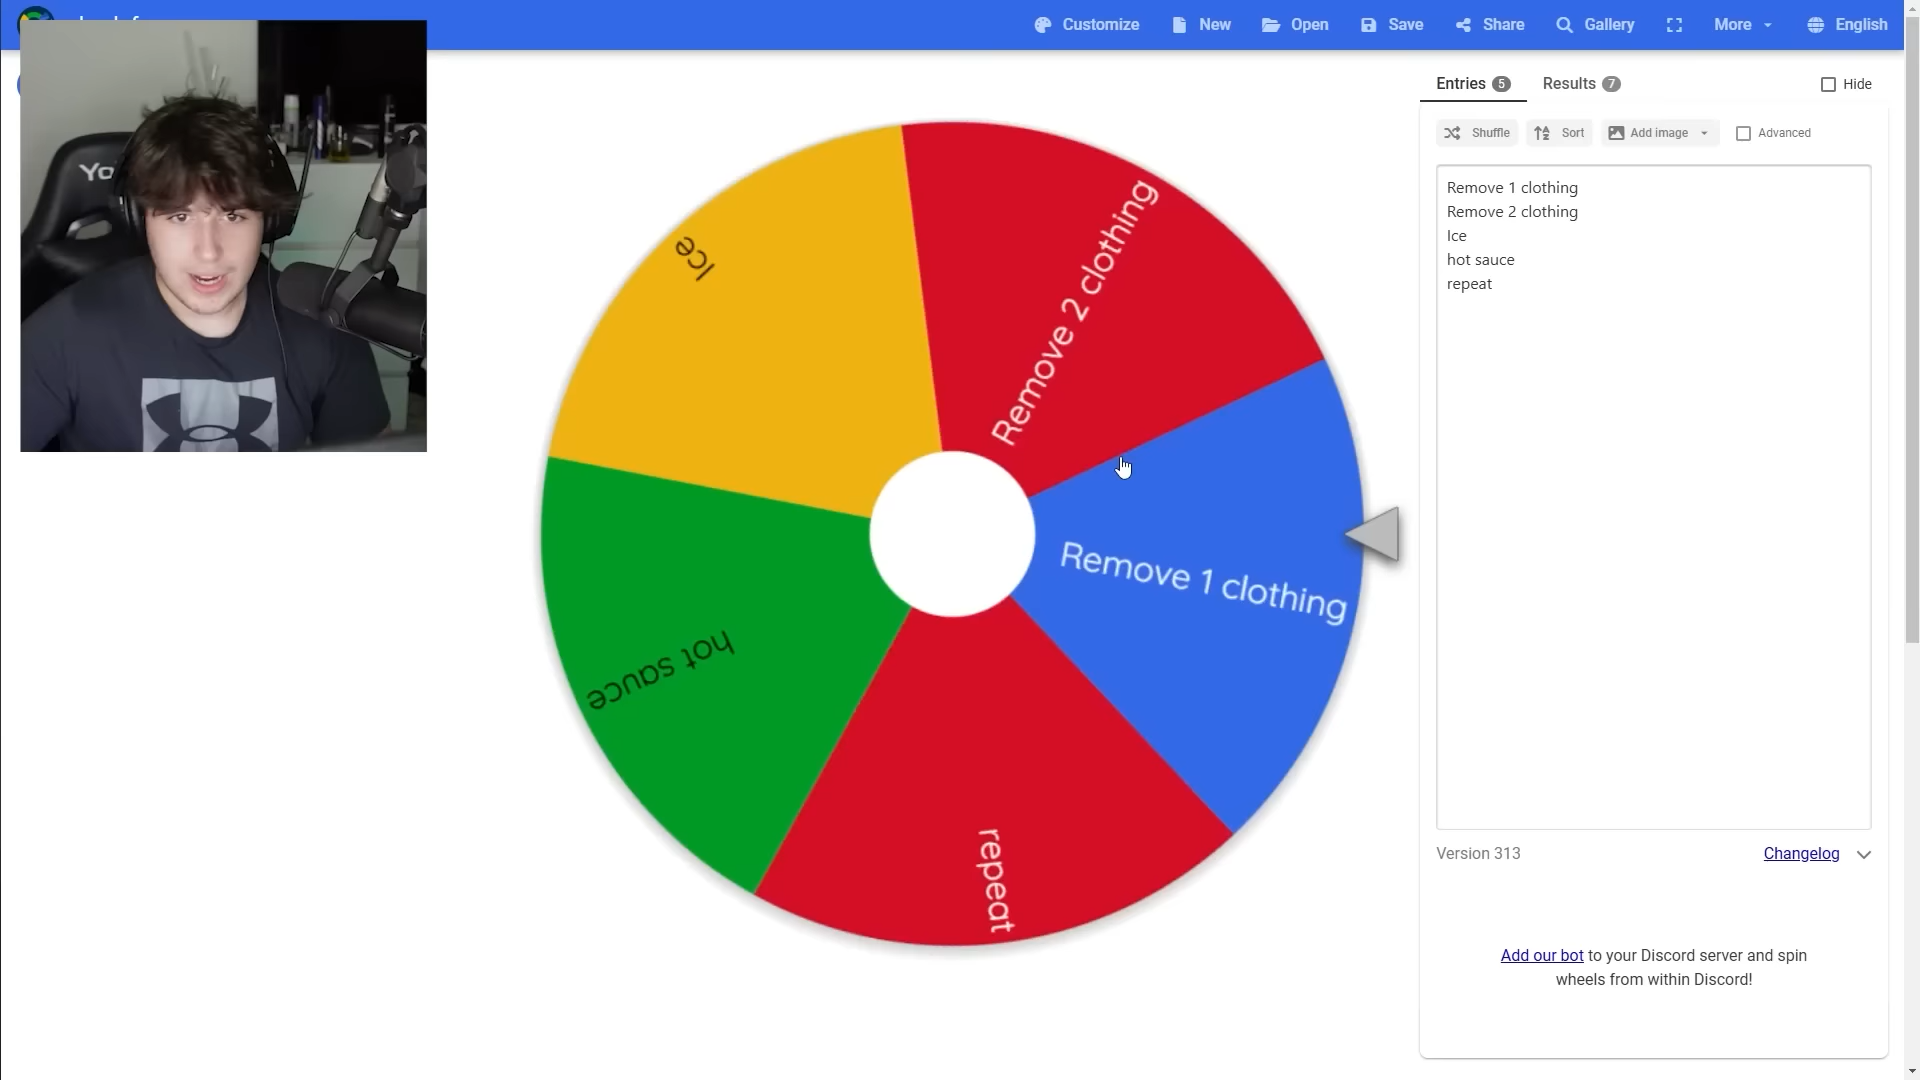 Customize
New
Open
Save
Share
Gallery
More
English
Entries 5
Results 7
Hide
Shuffle
Sort
Add image
Advanced
Remove 1 clothing
Remove 2 clothing
Ice
hot sauce
repeat
Ice
Remove 2 clothing
Remove 1 clothing
hot sauce
repeat
Version 313
Changelog
Add our bot to your Discord server and spin
wheels from within Discord!
Yo